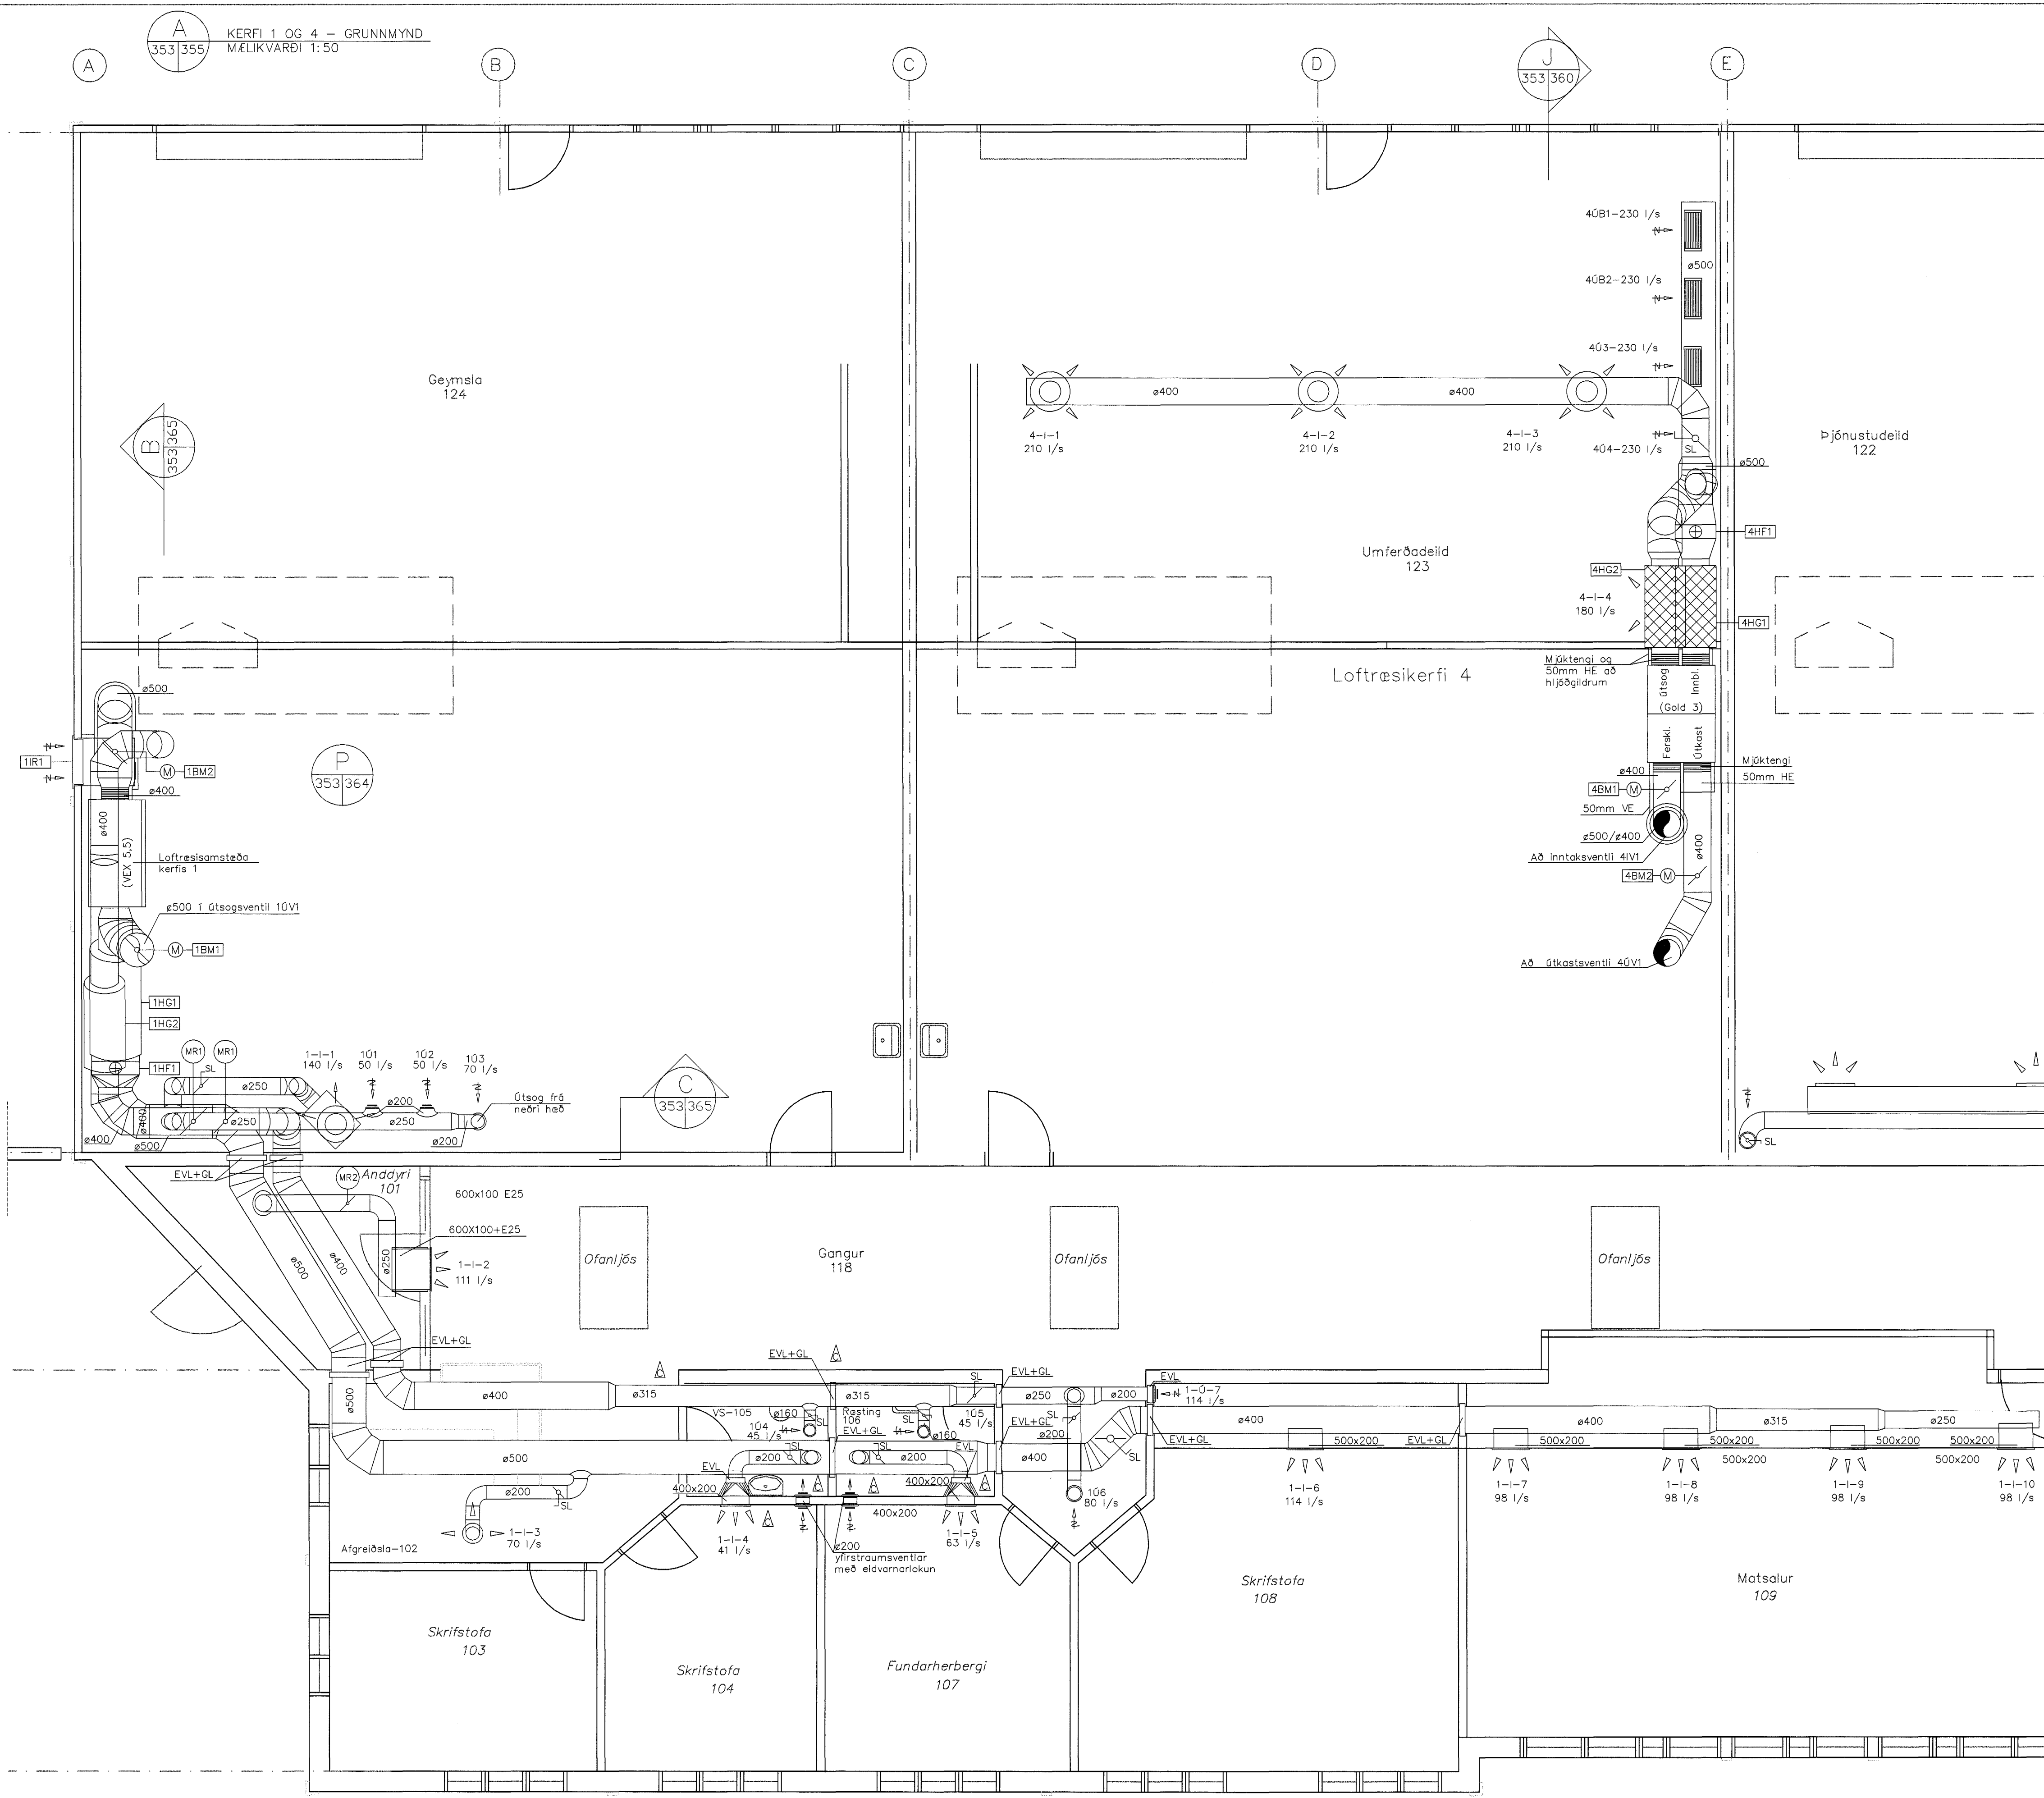 A
353 355
KERFI 1 OG 4 – GRUNNMYND
MÆLIKVARÐI 1:50
A
B
C
D
J
353 360
E
4ÚB1-230 l/s
ø500
4ÚB2-230 l/s
4Ú3-230 l/s
Geymsla
124
B
353 365
ø400
ø400
4-I-1
210 l/s
4-I-2
210 l/s
4-I-3
210 l/s
4Ú4-230 l/s
SL
ø500
Þjónustudeild
122
4HF1
Umferðadeild
123
4HG2
4-I-4
180 l/s
4HG1
Loftræsikerfi 4
Mjúktengi og
50mm HE að
hljóðgildrum
útsog
Innbl.
(Gold 3)
Ferskl.
Útkast
Mjúktengi
50mm HE
ø400
4BM1
M
50mm VE
ø500/ø400
Að inntaksventli 4IV1
ø400
4BM2
M
Að útkastsventli 4ÚV1
ø500
1IR1
M
1BM2
ø400
P
353 364
ø400
(VEX 5,5)
Loftræsisamstæða
kerfis 1
ø500 í útsogsventil 1ÚV1
M
1BM1
1HG1
1HG2
1HF1
MR1
MR1
SL
1-I-1
140 l/s
1Ú1
50 l/s
1Ú2
50 l/s
1Ú3
70 l/s
ø250
ø200
Útsog frá
neðri hæð
ø400
ø250
ø250
ø200
ø400
ø500
C
353 365
SL
EVL+GL
MR2
Anddyri
101
600x100 E25
600X100+E25
ø250
1-I-2
111 l/s
ø500
ø400
Ofanljós
Gangur
118
Ofanljós
Ofanljós
EVL+GL
EVL+GL
C
C
EVL+GL
EVL
ø500
ø400
ø315
ø315
SL
ø250
ø200
1-Ú-7
114 l/s
VS-105
ø160
SL
Ræsting
106
SL
1Ú5
45 l/s
1Ú4
45 l/s
EVL+GL
ø160
EVL+GL
SL
ø200
ø400
EVL+GL
EVL+GL
ø400
ø315
ø250
ø500
SL
ø200
SL
ø200
EVL
ø400
SL
500x200
500x200
500x200
500x200
500x200
500x200
500x200
EVL
400x200
C
C
C
400x200
400x200
ø200
SL
1-I-3
70 l/s
1-I-4
41 l/s
1-I-5
63 l/s
1Ú6
80 l/s
1-I-6
114 l/s
1-I-7
98 l/s
1-I-8
98 l/s
1-I-9
98 l/s
1-I-10
98 l/s
Afgreiðsla-102
ø200
yfirstraumsventlar
með eldvarnarlokun
Skrifstofa
103
Skrifstofa
104
Fundarherbergi
107
Skrifstofa
108
Matsalur
109